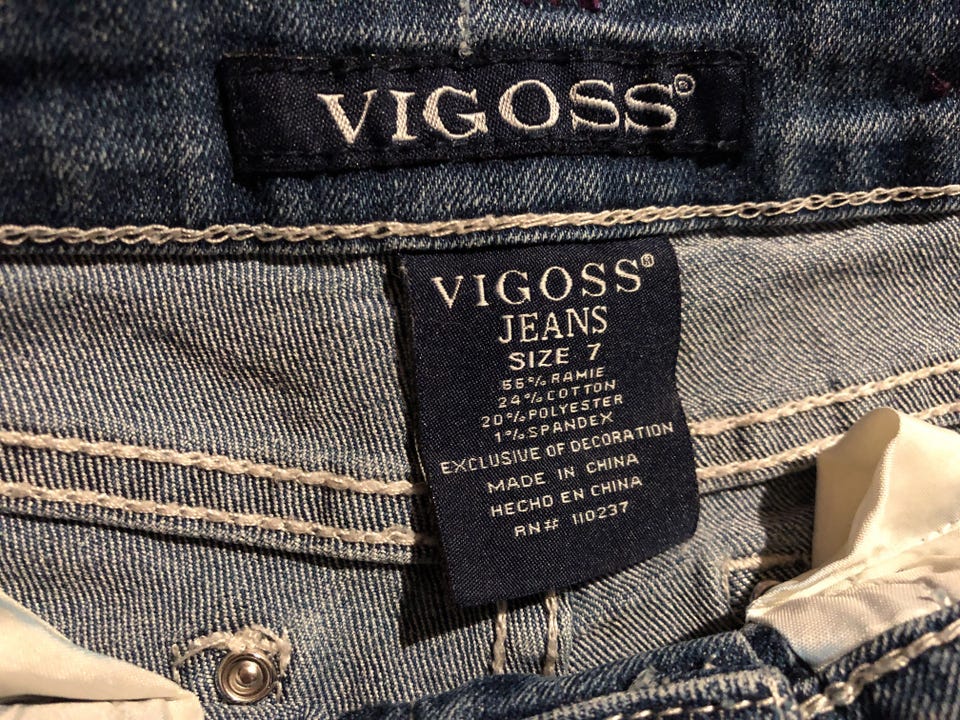 VIGOSS®
VIGOSS®
JEANS
SIZE 7
55% RAMIE
24% COTTON
20% POLYESTER
1% SPANDEX
EXCLUSIVE OF DECORATION
MADE IN CHINA
HECHO EN CHINA
RN# 110237